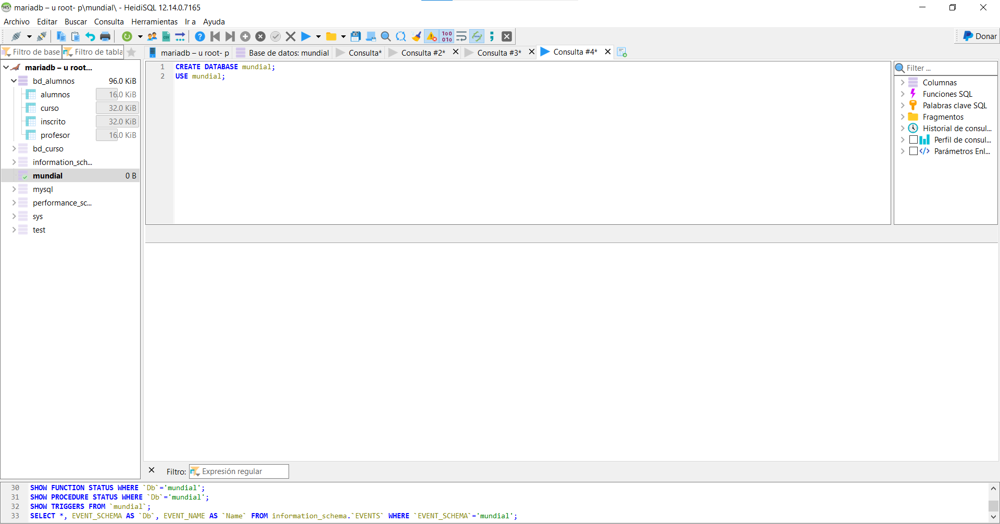 mariadb – u root- p\mundial\ - HeidiSQL 12.14.0.7165
Archivo Editar Buscar Consulta Herramientas Ir a Ayuda
Donar
Filtro de base Filtro de tabla
mariadb – u root- p Base de datos: mundial Consulta* Consulta #2* Consulta #3* Consulta #4*
mariadb – u root...
bd_alumnos 96.0 KiB
alumnos 16.0 KiB
curso 32.0 KiB
inscrito 32.0 KiB
profesor 16.0 KiB
bd_curso
information_sch...
mundial 0 B
mysql
performance_sc...
sys
test
1 CREATE DATABASE mundial;
2 USE mundial;
Filter ...
Columnas
Funciones SQL
Palabras clave SQL
Fragmentos
Historial de consul...
Perfil de consul...
Parámetros Enl...
Filtro: Expresión regular
30 SHOW FUNCTION STATUS WHERE `Db`='mundial';
31 SHOW PROCEDURE STATUS WHERE `Db`='mundial';
32 SHOW TRIGGERS FROM `mundial`;
33 SELECT *, EVENT_SCHEMA AS `Db`, EVENT_NAME AS `Name` FROM information_schema.`EVENTS` WHERE `EVENT_SCHEMA`='mundial';